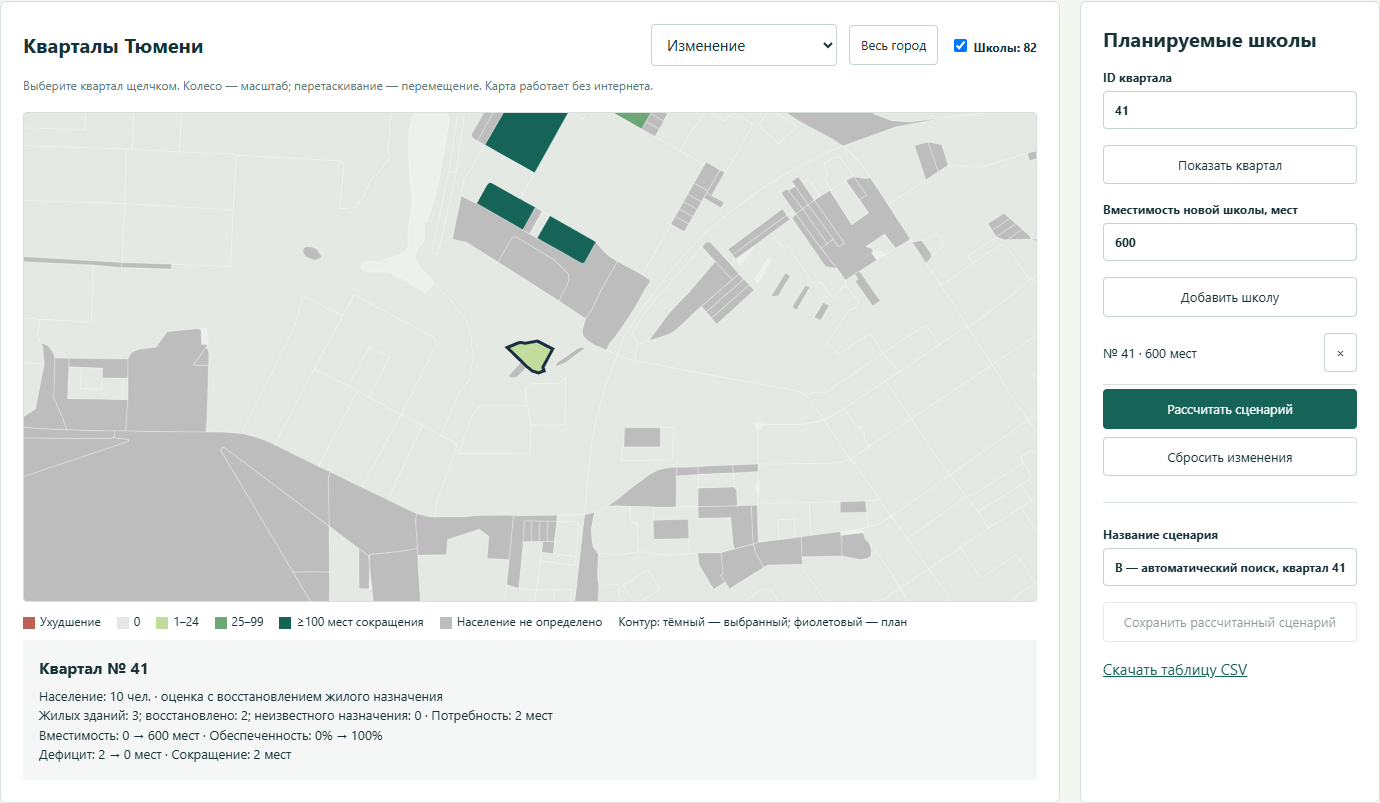 Кварталы Тюмени
Изменение
Весь город
Школы: 82
Выберите квартал щелчком. Колесо — масштаб; перетаскивание — перемещение. Карта работает без интернета.
Ухудшение
0
1–24
25–99
≥100 мест сокращения
Население не определено
Контур: тёмный — выбранный; фиолетовый — план
Квартал № 41
Население: 10 чел. · оценка с восстановлением жилого назначения
Жилых зданий: 3; восстановлено: 2; неизвестного назначения: 0 · Потребность: 2 мест
Вместимость: 0 → 600 мест · Обеспеченность: 0% → 100%
Дефицит: 2 → 0 мест · Сокращение: 2 мест
Планируемые школы
ID квартала
41
Показать квартал
Вместимость новой школы, мест
600
Добавить школу
№ 41 · 600 мест
×
Рассчитать сценарий
Сбросить изменения
Название сценария
В — автоматический поиск, квартал 41
Сохранить рассчитанный сценарий
Скачать таблицу CSV